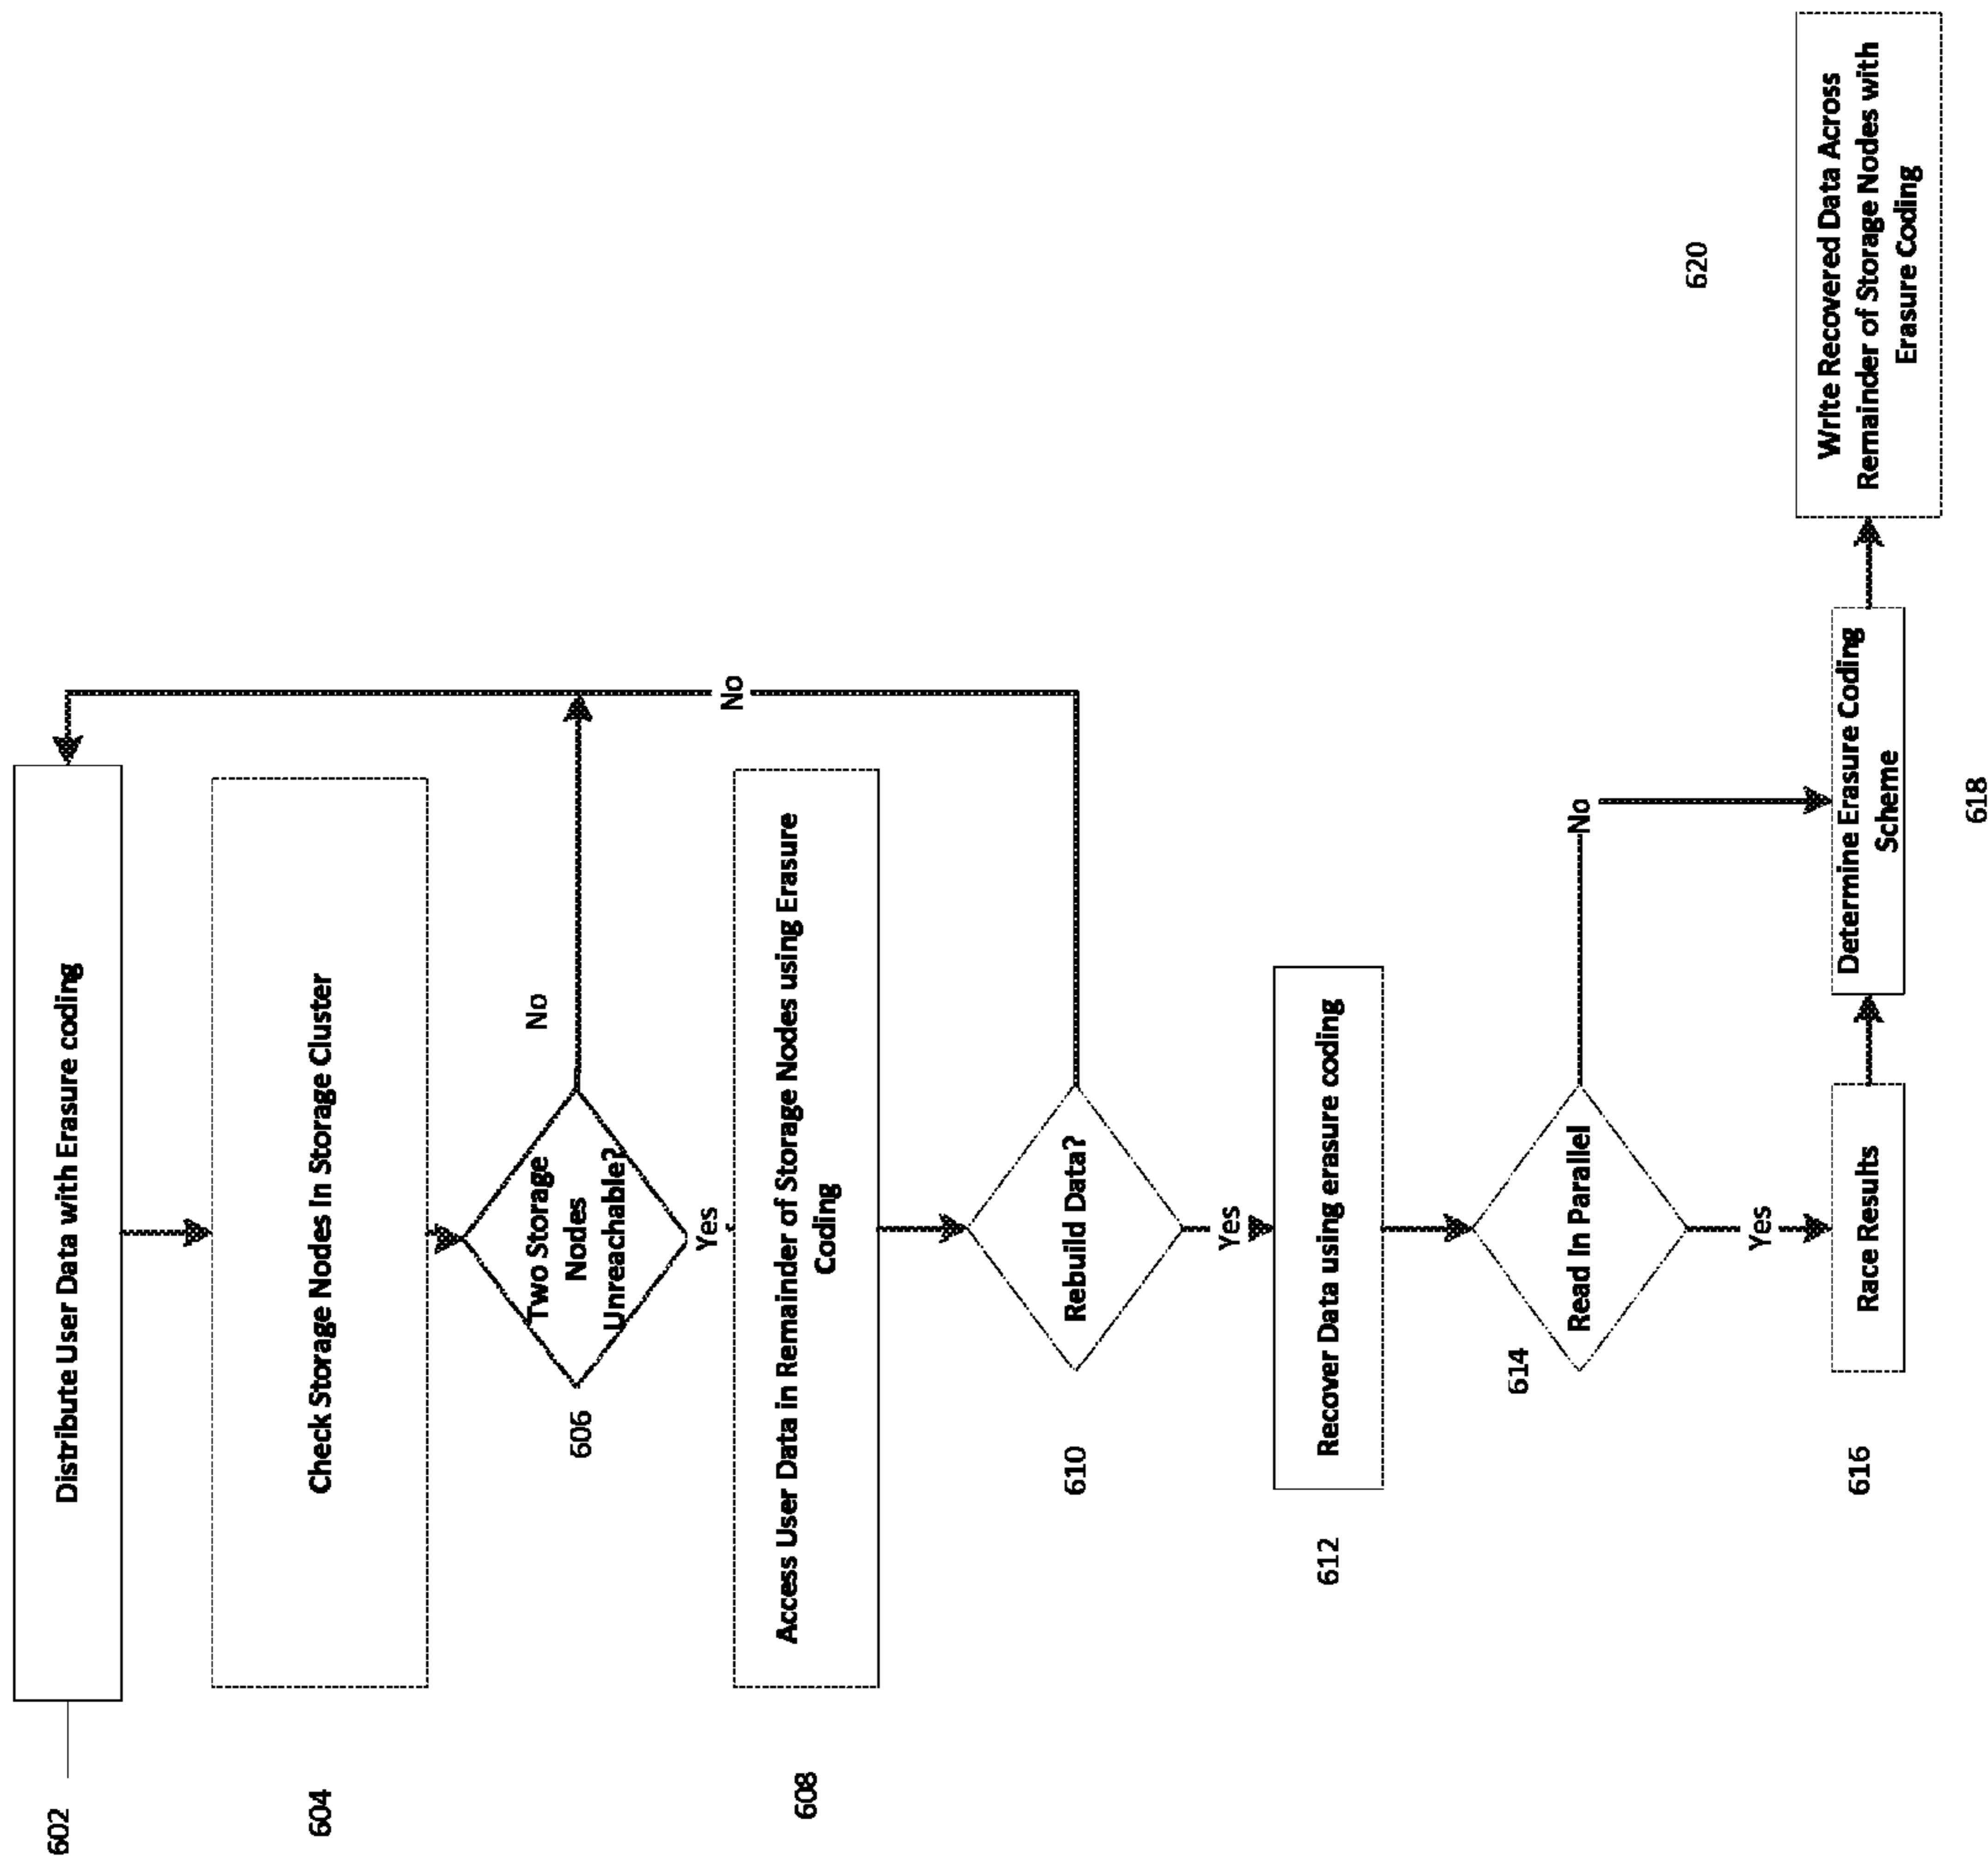 602
Distribute User Data with Erasure coding
604
Check Storage Nodes In Storage Cluster
606
Two Storage
Nodes
Unreachable?
No
Yes
608
Access User Data in Remainder of Storage Nodes using Erasure
Coding
No
610
Rebuild Data?
Yes
612
Recover Data using erasure coding
614
Read In Parallel
No
Yes
616
Race Results
Determine Erasure Coding
Scheme
618
620
Write Recovered Data Across
Remainder of Storage Nodes with
Erasure Coding